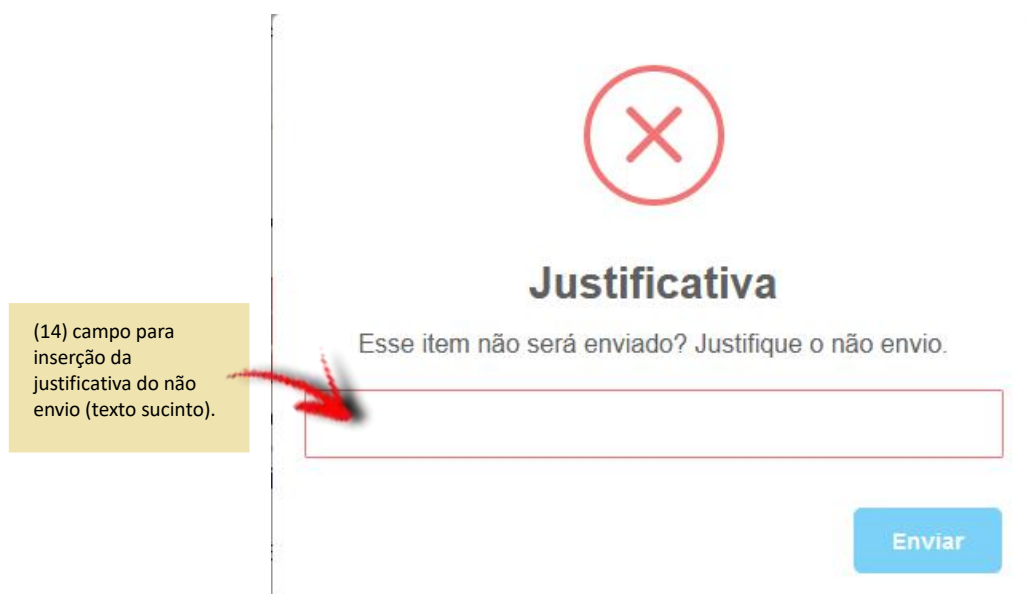 Justificativa
Esse item não será enviado? Justifique o não envio.
(14) campo para
inserção da
justificativa do não
envio (texto sucinto).
Enviar